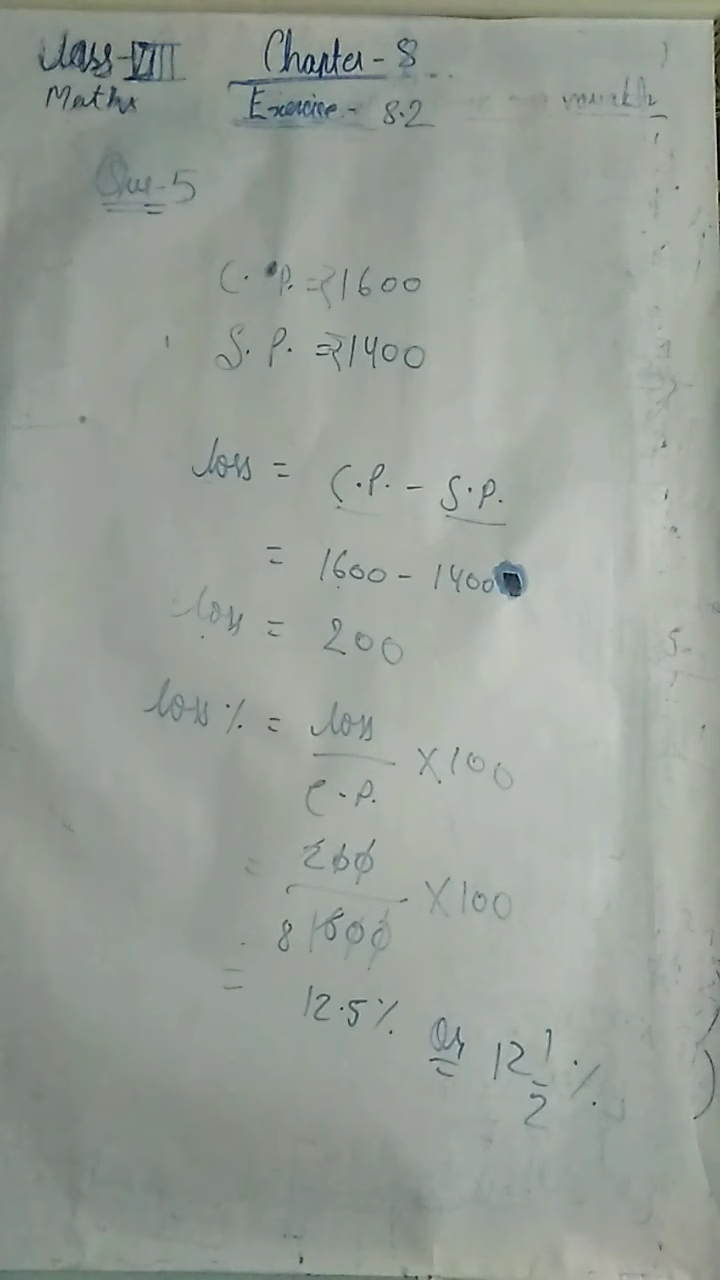 Class-VIII Chapter-8
Maths Exercise - 8.2
Que-5
C.P. = ₹1600
S.P. = ₹1400
loss = C.P. - S.P.
= 1600 - 1400
loss = 200
loss % = loss / C.P. × 100
= 200 / 8 1600 × 100
= 12.5% Or 12 1/2 %